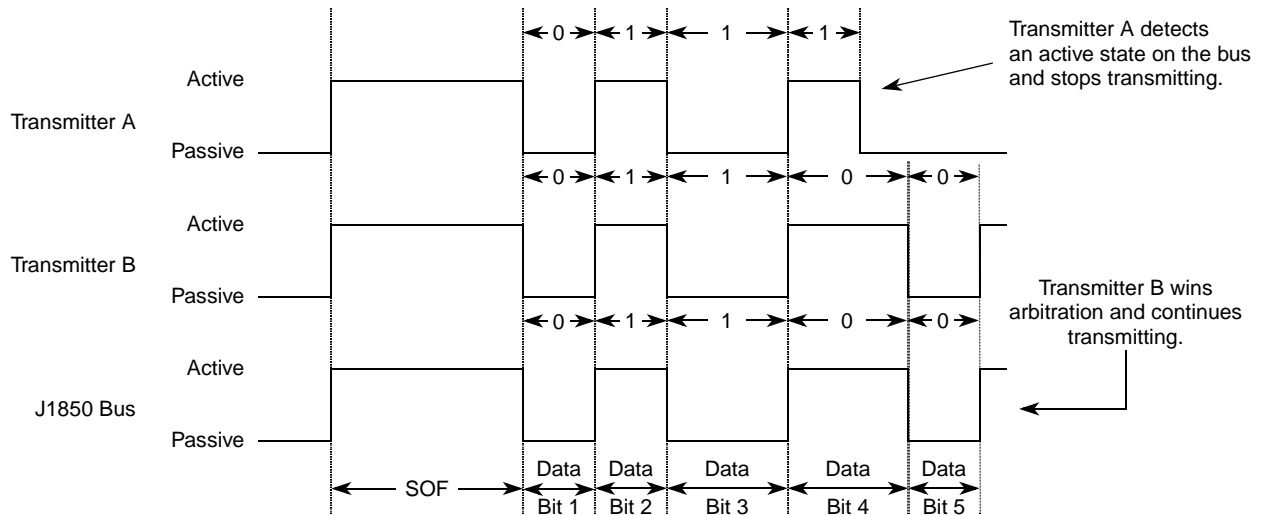 0 1 1 1
Transmitter A detects
an active state on the bus
and stops transmitting.
Active
Transmitter A
Passive
0 1 1 0 0
Active
Transmitter B
Passive
Transmitter B wins
arbitration and continues
transmitting.
0 1 1 0 0
Active
J1850 Bus
Passive
SOF
Data
Bit 1
Data
Bit 2
Data
Bit 3
Data
Bit 4
Data
Bit 5